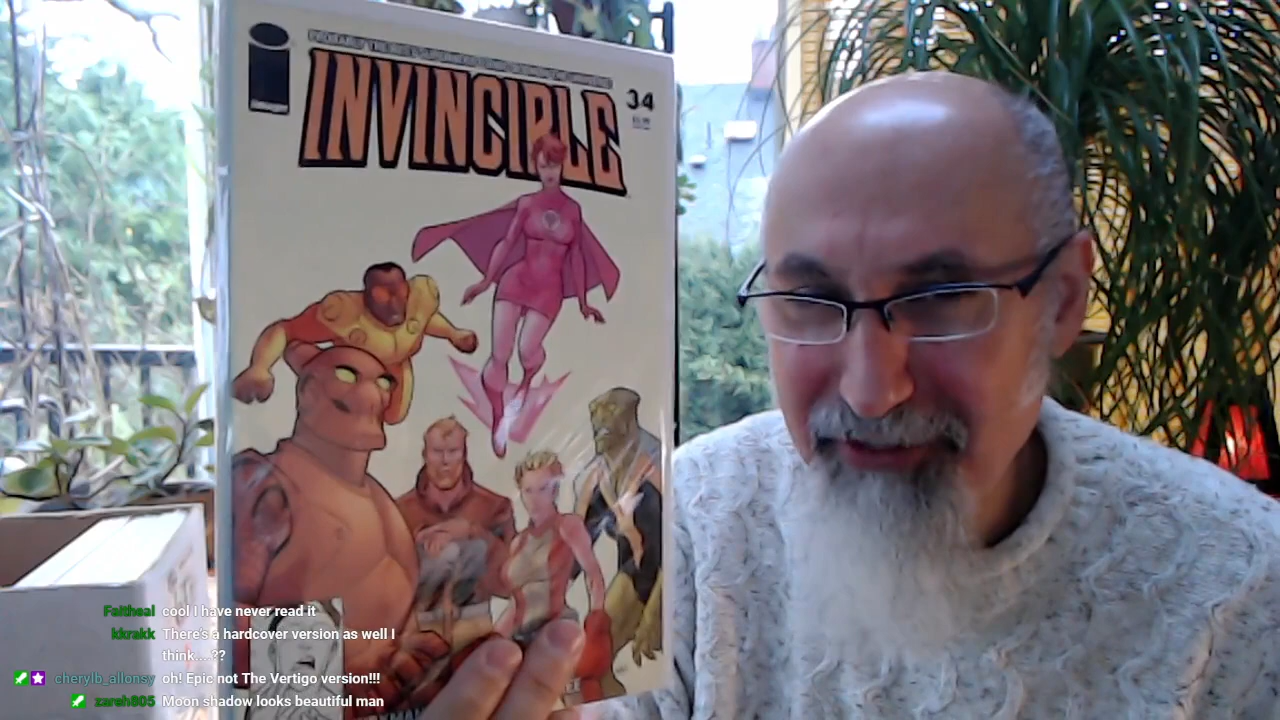 INVINCIBLE
34
image
Faitheal cool I have never read it
kkrakk There's a hardcover version as well I
think....??
cherylb_allonsy oh! Epic not The Vertigo version!!!
zareh805 Moon shadow looks beautiful man